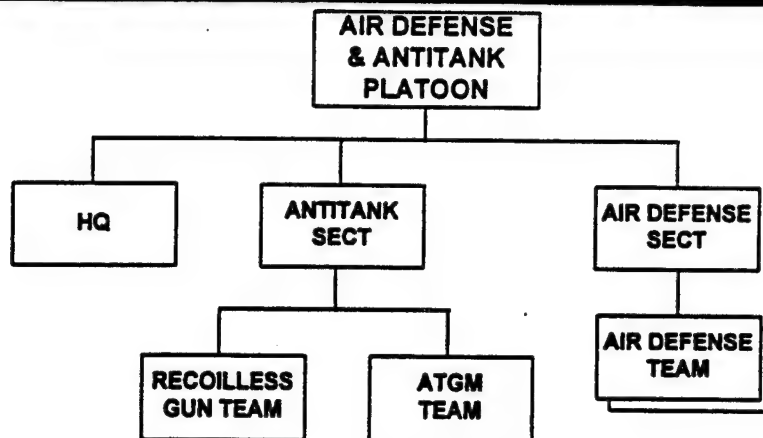 AIR DEFENSE
& ANTITANK
PLATOON
HQ
ANTITANK
SECT
AIR DEFENSE
SECT
RECOILLESS
GUN TEAM
ATGM
TEAM
AIR DEFENSE
TEAM